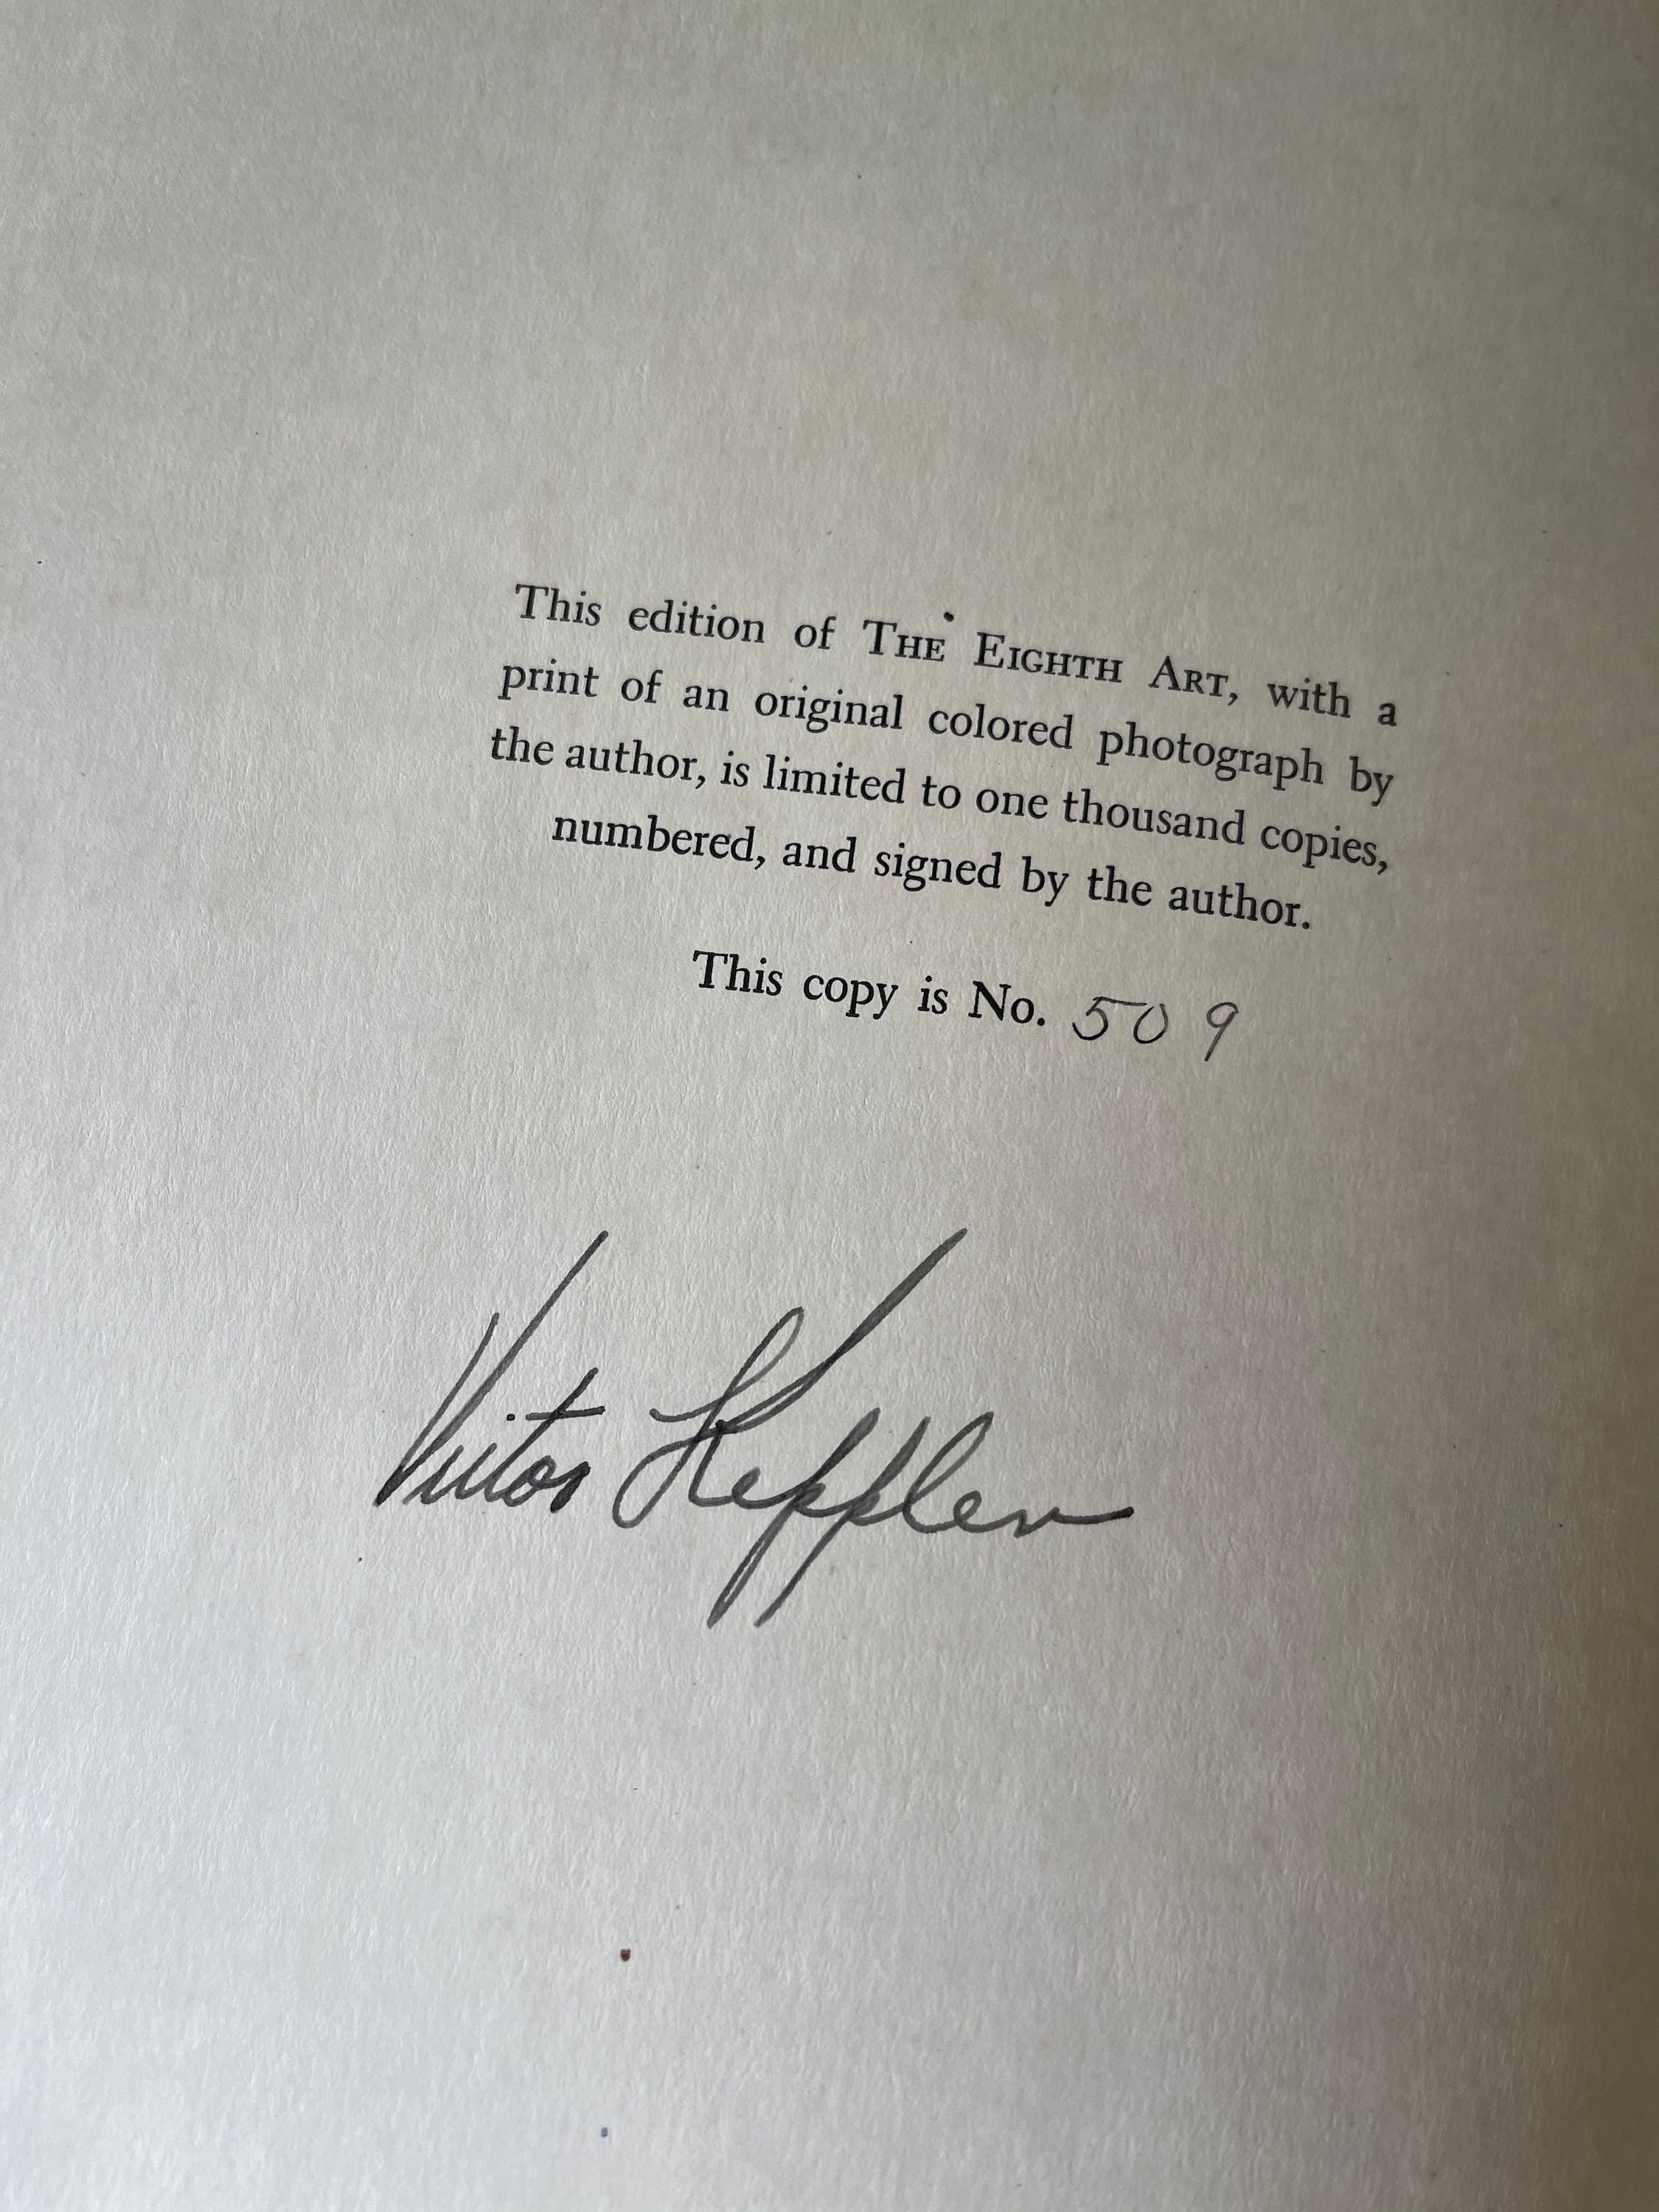 This edition of The Eighth Art, with a
print of an original colored photograph by
the author, is limited to one thousand copies,
numbered, and signed by the author.
This copy is No. 509
Victor Keppler